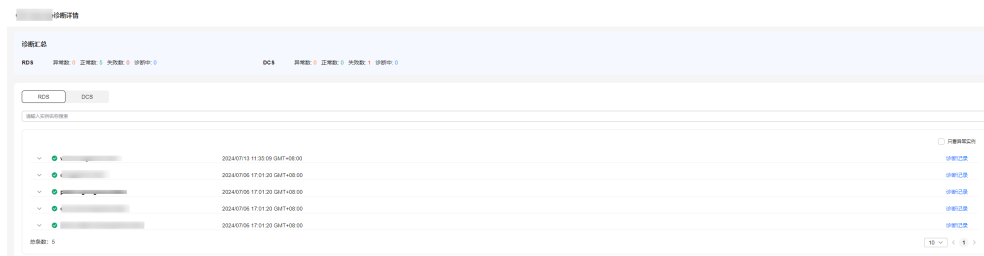 诊断详情
诊断汇总
RDS 异常数: 0 正常数: 5 失败数: 0 诊断中: 0 DCS 异常数: 0 正常数: 0 失败数: 1 诊断中: 0
RDS DCS
请输入实例名称搜索
只看异常实例
2024/07/13 11:35:09 GMT+08:00 诊断记录
2024/07/06 17:01:20 GMT+08:00 诊断记录
2024/07/06 17:01:20 GMT+08:00 诊断记录
2024/07/06 17:01:20 GMT+08:00 诊断记录
2024/07/06 17:01:20 GMT+08:00 诊断记录
总条数: 5 10 < 1 >